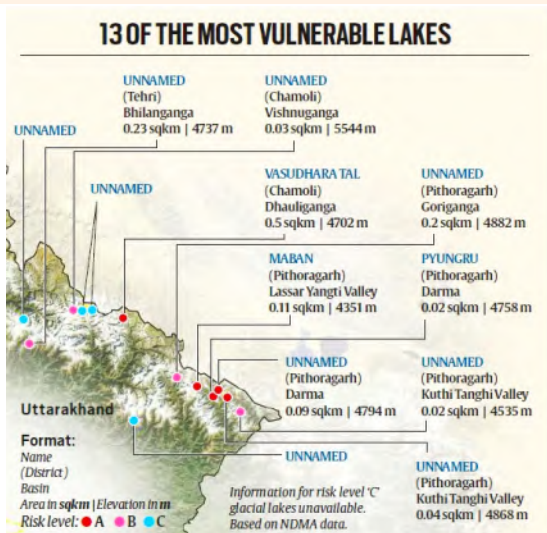 13 OF THE MOST VULNERABLE LAKES
UNNAMED
(Tehri)
Bhilanganga
0.23 sqkm | 4737 m
UNNAMED
(Chamoli)
Vishnuganga
0.03 sqkm | 5544 m
UNNAMED
UNNAMED
VASUDHARA TAL
(Chamoli)
Dhauliganga
0.5 sqkm | 4702 m
UNNAMED
(Pithoragarh)
Goriganga
0.2 sqkm | 4882 m
MABAN
(Pithoragarh)
Lassar Yangti Valley
0.11 sqkm | 4351 m
PYUNGRU
(Pithoragarh)
Darma
0.02 sqkm | 4758 m
UNNAMED
(Pithoragarh)
Darma
0.09 sqkm | 4794 m
UNNAMED
(Pithoragarh)
Kuthi Tanghi Valley
0.02 sqkm | 4535 m
UNNAMED
UNNAMED
(Pithoragarh)
Kuthi Tanghi Valley
0.04 sqkm | 4868 m
Uttarakhand
Format:
Name
(District)
Basin
Area in sqkm | Elevation in m
Risk level: A B C
Information for risk level 'C'
glacial lakes unavailable.
Based on NDMA data.